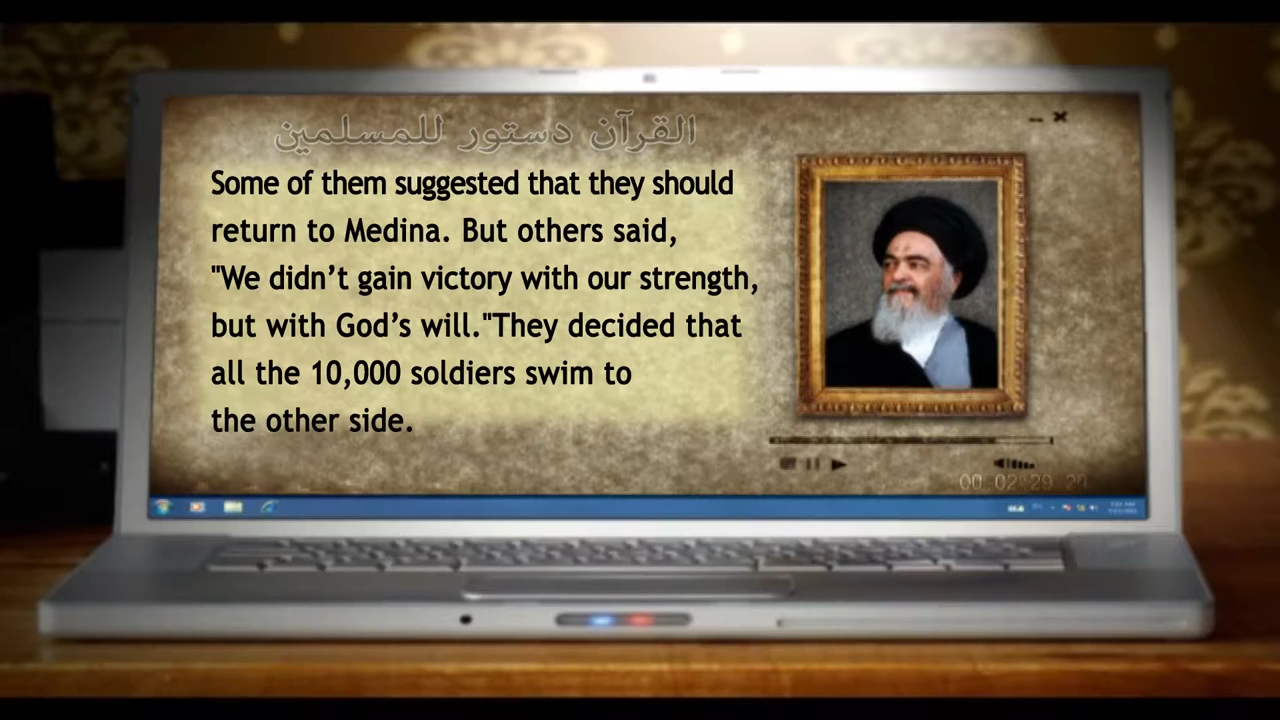 القرآن دستور للمسلمين
Some of them suggested that they should
return to Medina. But others said,
"We didn’t gain victory with our strength,
but with God’s will."They decided that
all the 10,000 soldiers swim to
the other side.